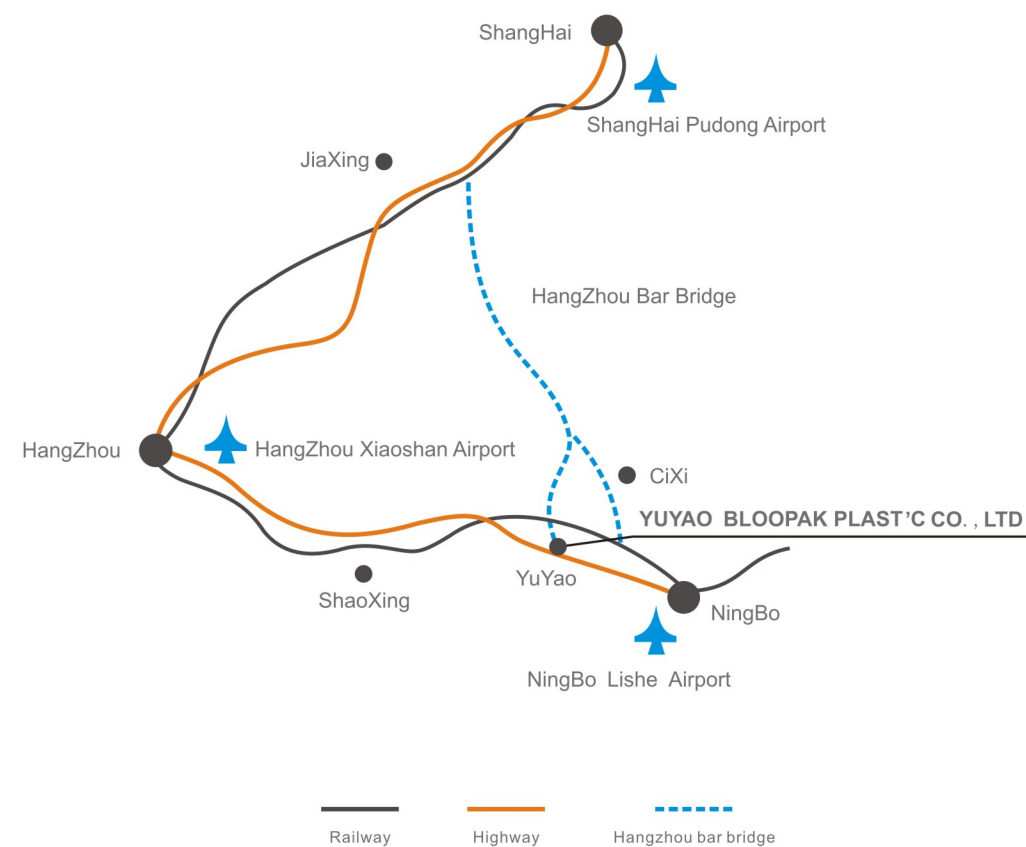 ShangHai
ShangHai Pudong Airport
JiaXing
HangZhou Bar Bridge
HangZhou
HangZhou Xiaoshan Airport
CiXi
YUYAO BLOOPAK PLAST'C CO. , LTD
YuYao
ShaoXing
NingBo
NingBo Lishe Airport
Railway
Highway
Hangzhou bar bridge